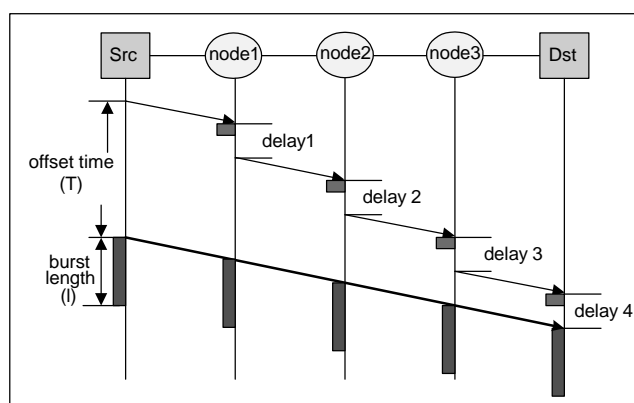 Src node1 node2 node3 Dst
delay1
offset time
(T)
delay 2
delay 3
burst
length
(l)
delay 4